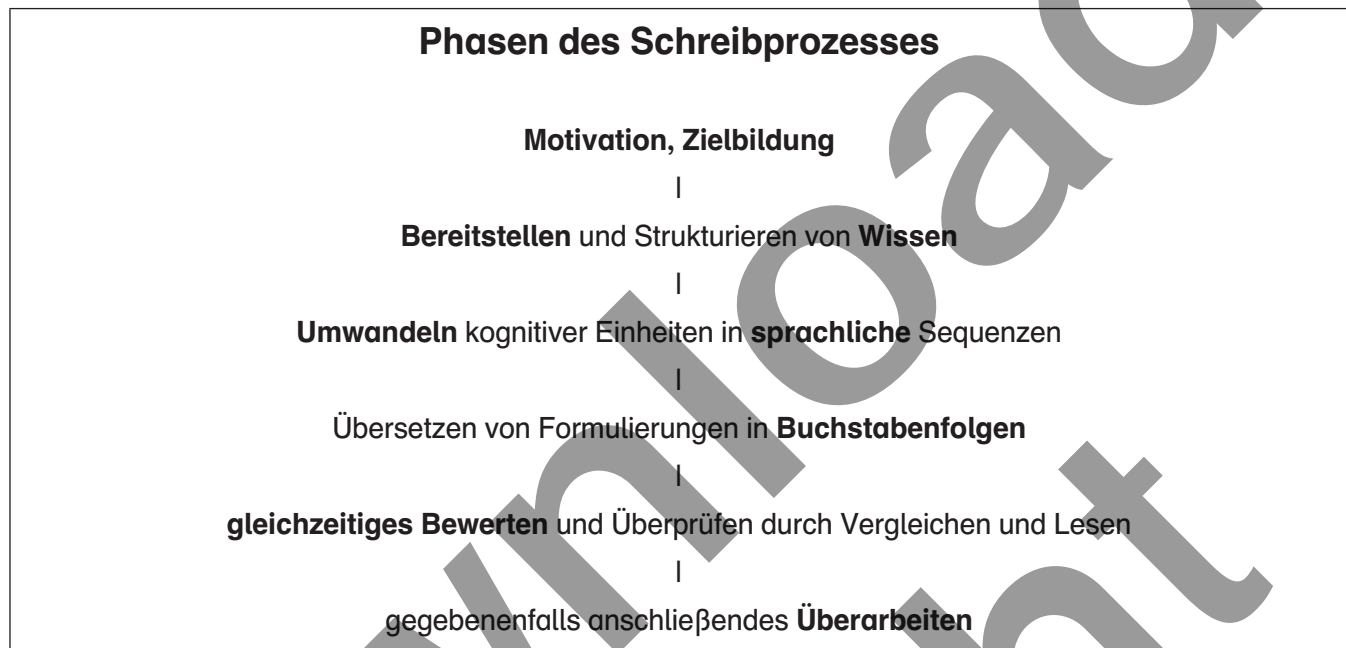 Phasen des Schreibprozesses
Motivation, Zielbildung
|
Bereitstellen und Strukturieren von Wissen
|
Umwandeln kognitiver Einheiten in sprachliche Sequenzen
|
Übersetzen von Formulierungen in Buchstabenfolgen
|
gleichzeitiges Bewerten und Überprüfen durch Vergleichen und Lesen
|
gegebenenfalls anschließendes Überarbeiten